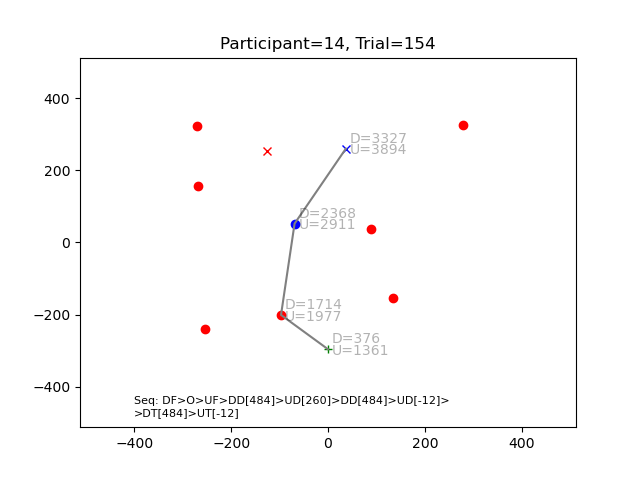 Participant=14, Trial=154
400
200
0
−200
−400
−400
−200
0
200
400
D=3327
U=3894
D=2368
U=2911
D=1714
U=1977
D=376
U=1361
Seq: DF>O>UF>DD[484]>UD[260]>DD[484]>UD[-12]>
>DT[484]>UT[-12]